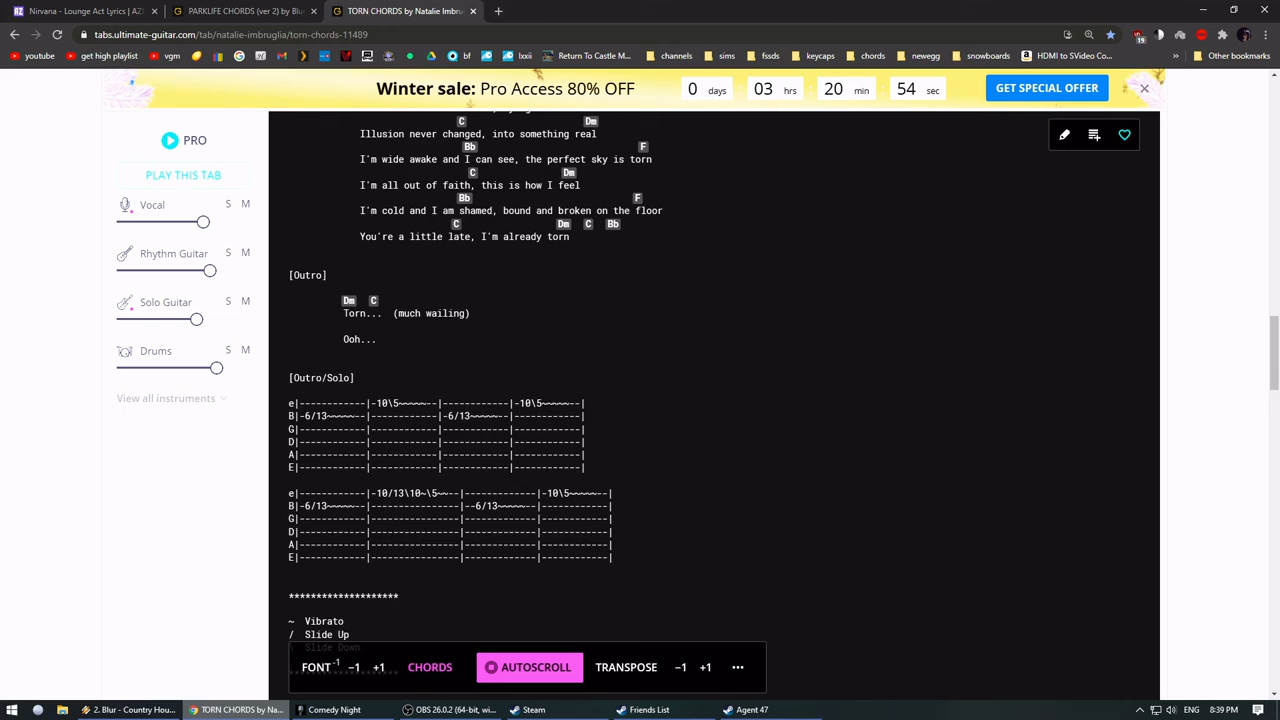 Nirvana - Lounge Act Lyrics | AZL
PARKLIFE CHORDS (ver 2) by Blu
TORN CHORDS by Natalie Imbrug
tabs.ultimate-guitar.com/tab/natalie-imbruglia/torn-chords-11489
15
youtube
get high
google
vgm
bf
lxxii
Return To Castle M...
channels
sims
fssds
keycaps
chords
newegg
snowboards
HDMI to SVideo Co...
Other bookmarks
Winter sale: Pro Access 80% OFF
0 days 03 hrs 20 min 54 sec
GET SPECIAL OFFER
PRO
PLAY THIS TAB
Vocal S M
Rhythm Guitar S M
Solo Guitar S M
Drums S M
View all instruments
C Dm
Illusion never changed, into something real
Bb F
I'm wide awake and I can see, the perfect sky is torn
C Dm
I'm all out of faith, this is how I feel
Bb F
I'm cold and I am shamed, bound and broken on the floor
C Dm C Bb
You're a little late, I'm already torn
[Outro]
Dm C
Torn... (much wailing)
Ooh...
[Outro/Solo]
e|------------|-10\5~~~~~--|------------|-10\5~~~~~--|
B|-6/13~~~~~--|------------|-6/13~~~~~--|------------|
G|------------|------------|------------|------------|
D|------------|------------|------------|------------|
A|------------|------------|------------|------------|
E|------------|------------|------------|------------|
e|------------|-10/13\10~\5~~--|------------|-10\5~~~~~--|
B|-6/13~~~~~--|----------------|--6/13~~~~~--|------------|
G|------------|----------------|-------------|------------|
D|------------|----------------|-------------|------------|
A|------------|----------------|-------------|------------|
E|------------|----------------|-------------|------------|
********************
~ Vibrato
/ Slide Up
\ Slide Down
FONT -1 −1 +1 CHORDS AUTOSCROLL TRANSPOSE −1 +1 •••
2. Blur - Country Hou...
TORN CHORDS by Na...
Comedy Night
OBS 26.0.2 (64-bit, wi...
Steam
Friends List
Agent 47
ENG
8:39 PM